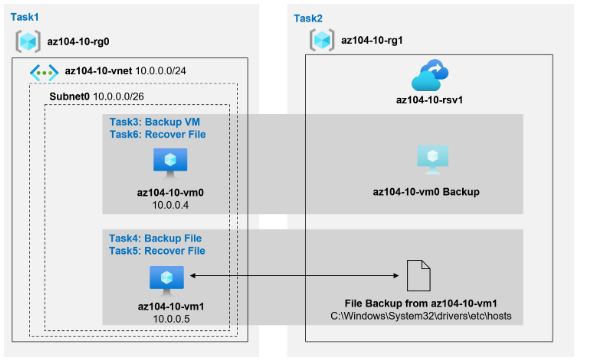 Task1
az104-10-rg0
az104-10-vnet 10.0.0.0/24
Subnet0 10.0.0.0/26
Task3: Backup VM
Task6: Recover File
az104-10-vm0
10.0.0.4
Task4: Backup File
Task5: Recover File
az104-10-vm1
10.0.0.5
Task2
az104-10-rg1
az104-10-rsv1
az104-10-vm0 Backup
File Backup from az104-10-vm1
C:\Windows\System32\drivers\etc\hosts